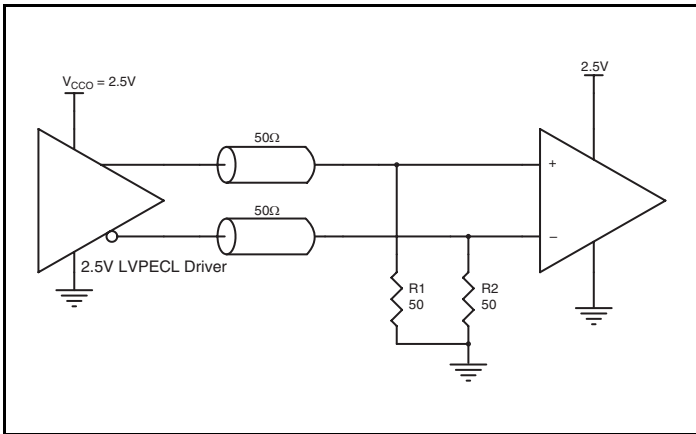 V_CCO = 2.5V
2.5V
50Ω
50Ω
+
−
2.5V LVPECL Driver
R1
50
R2
50